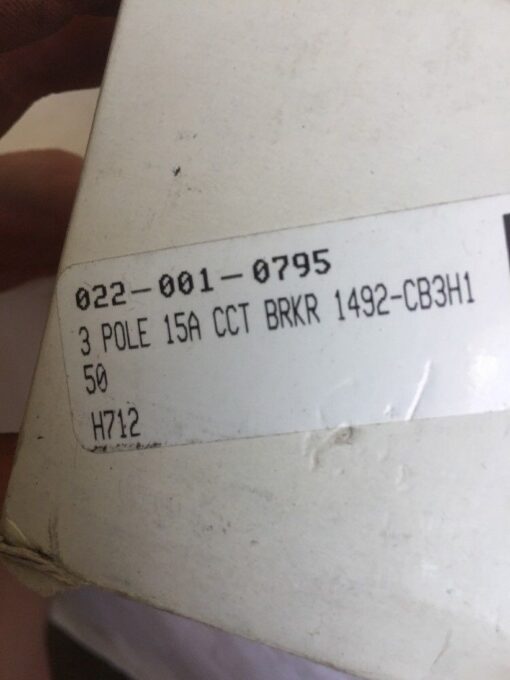 022-001-0795
3 POLE 15A CCT BRKR 1492-CB3H1
50
H712